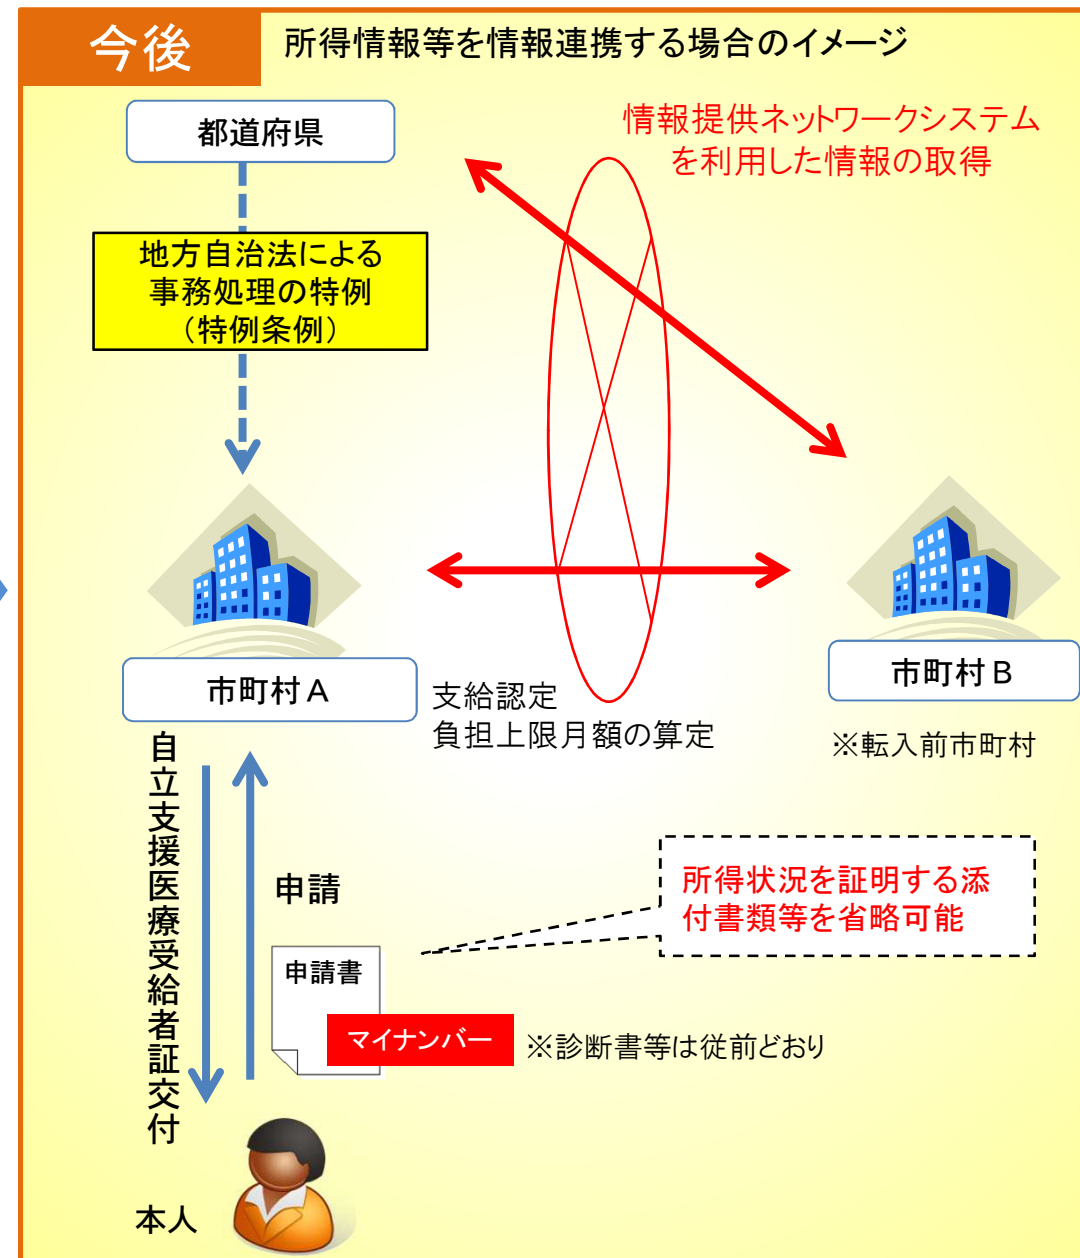 今後
所得情報等を情報連携する場合のイメージ
都道府県
情報提供ネットワークシステム
を利用した情報の取得
地方自治法による
事務処理の特例
（特例条例）
市町村A
市町村B
支給認定
負担上限月額の算定
※転入前市町村
自立支援医療受給者証交付
申請
所得状況を証明する添
付書類等を省略可能
申請書
マイナンバー
※診断書等は従前どおり
本人